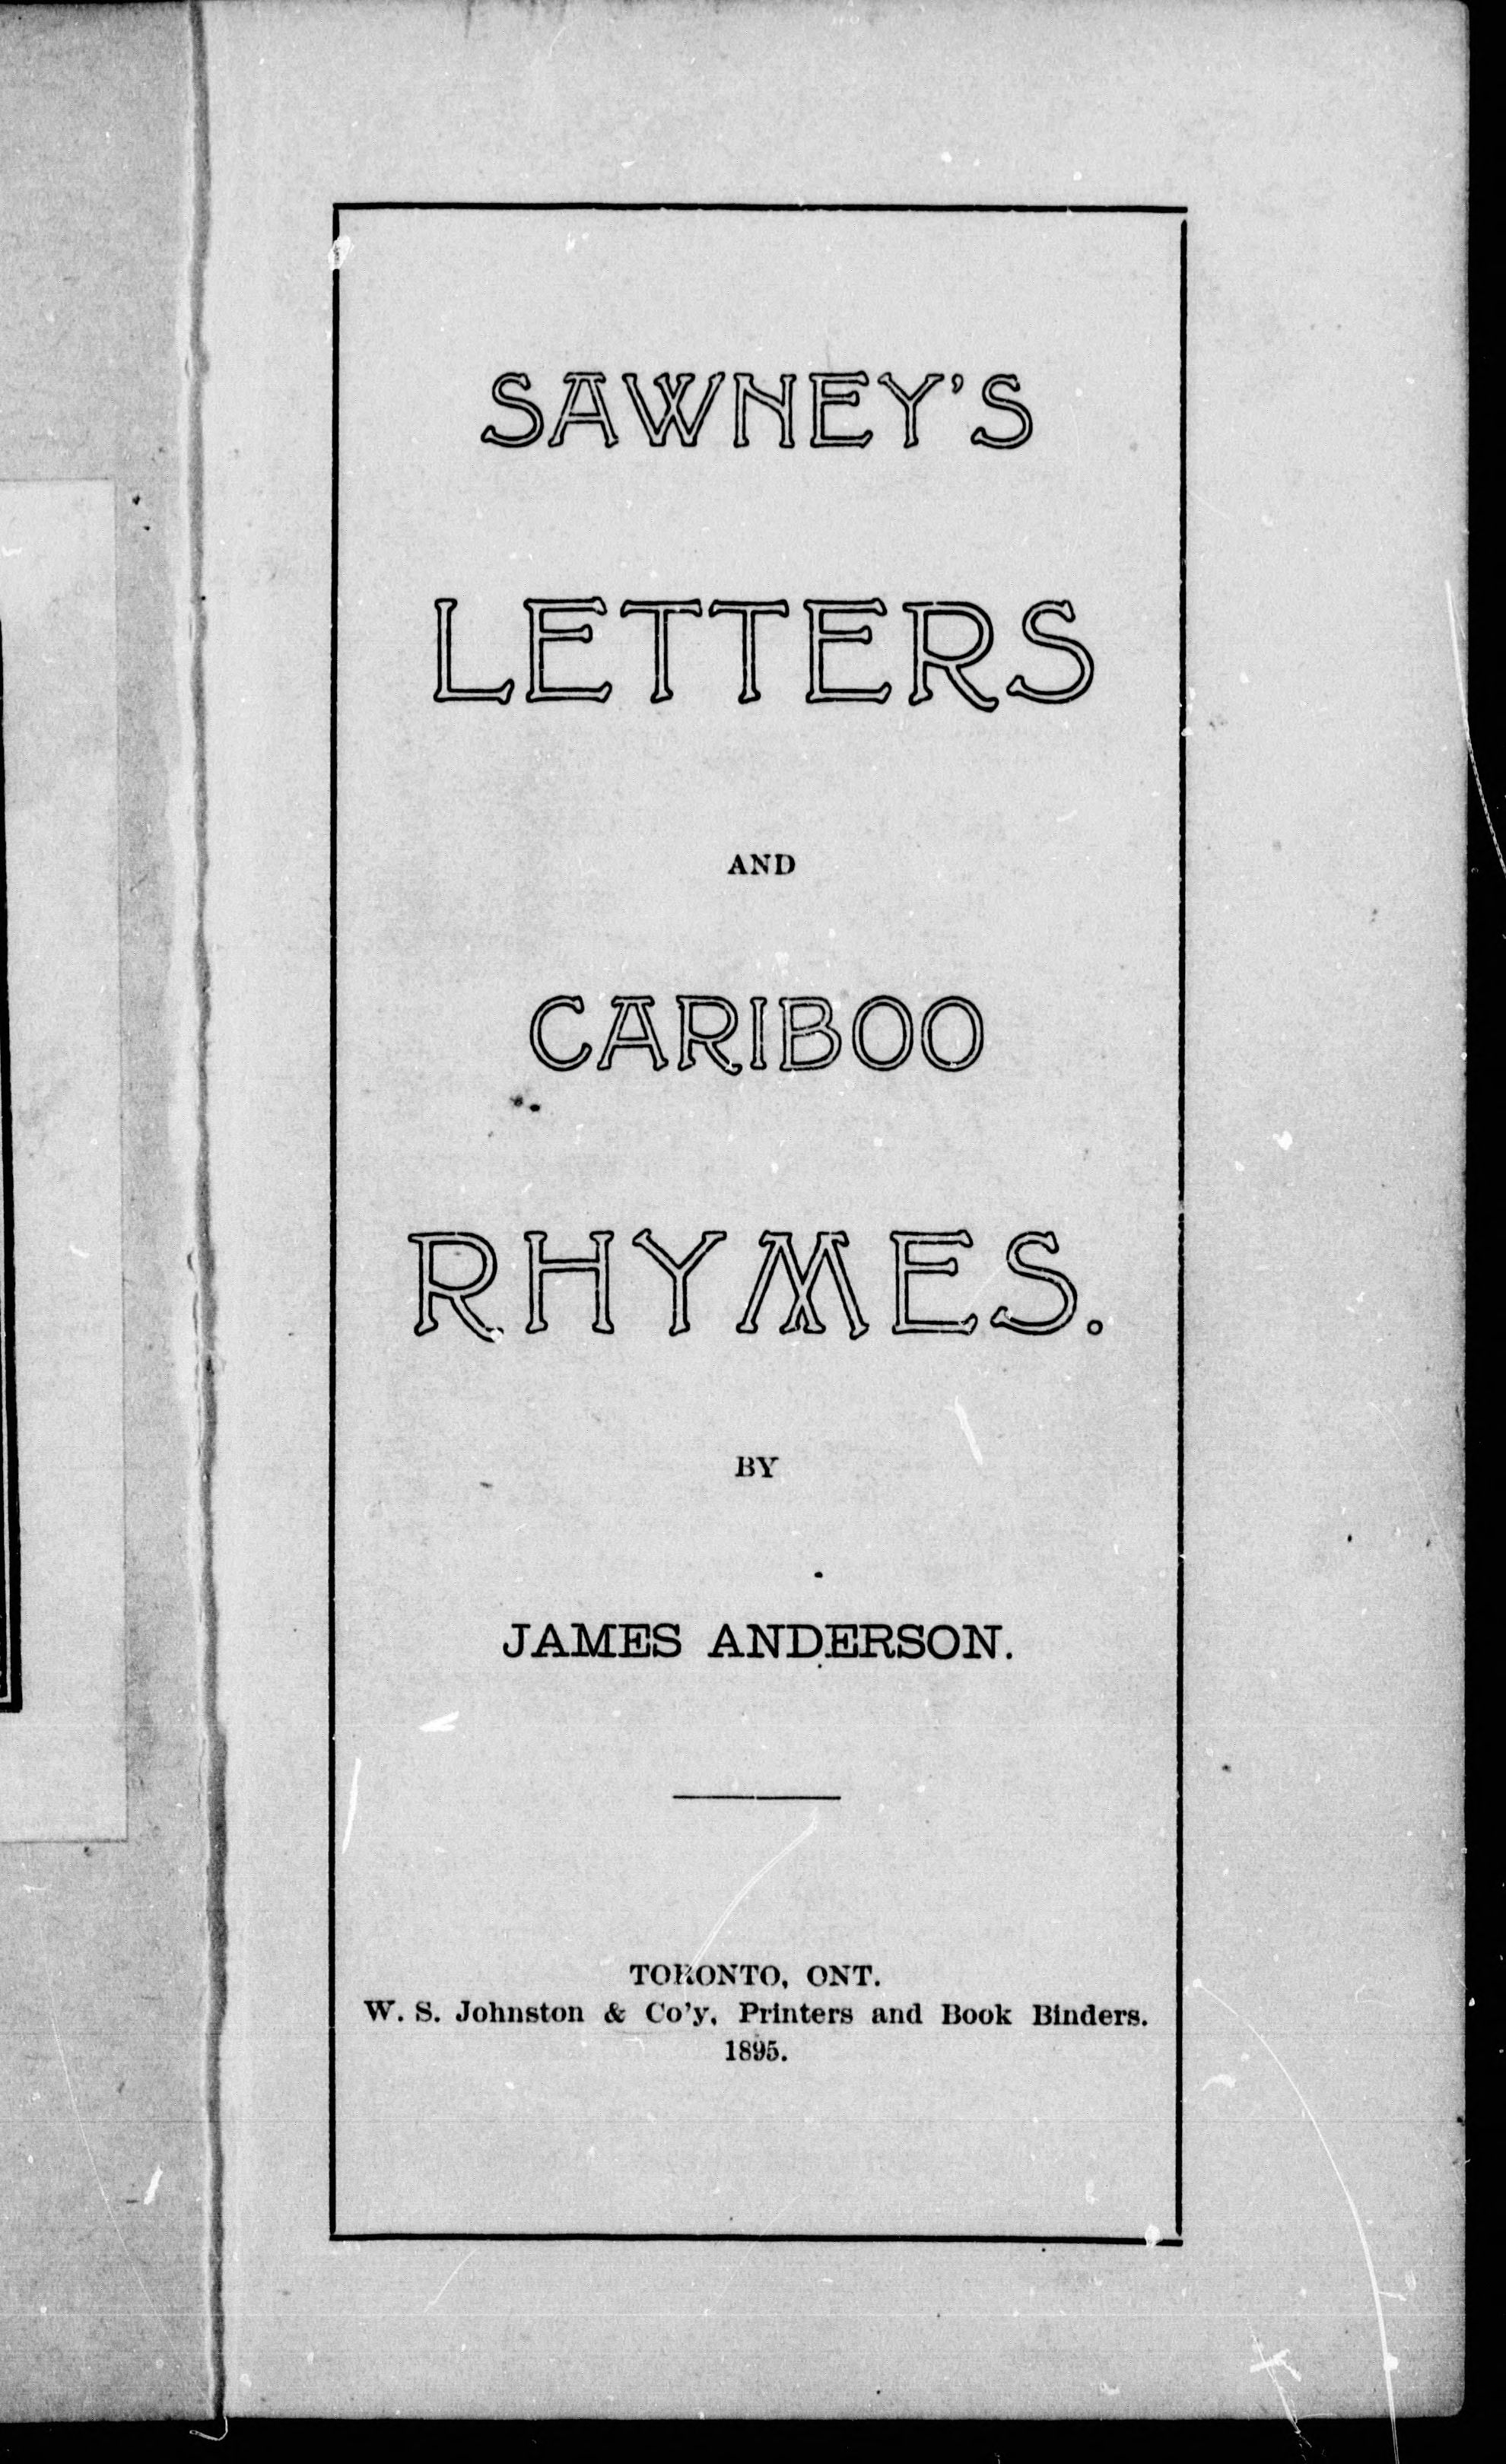 SAWNEY'S
LETTERS
AND
CARIBOO
RHYMES.
BY
JAMES ANDERSON.
TORONTO, ONT.
W. S. Johnston & Co'y, Printers and Book Binders.
1895.